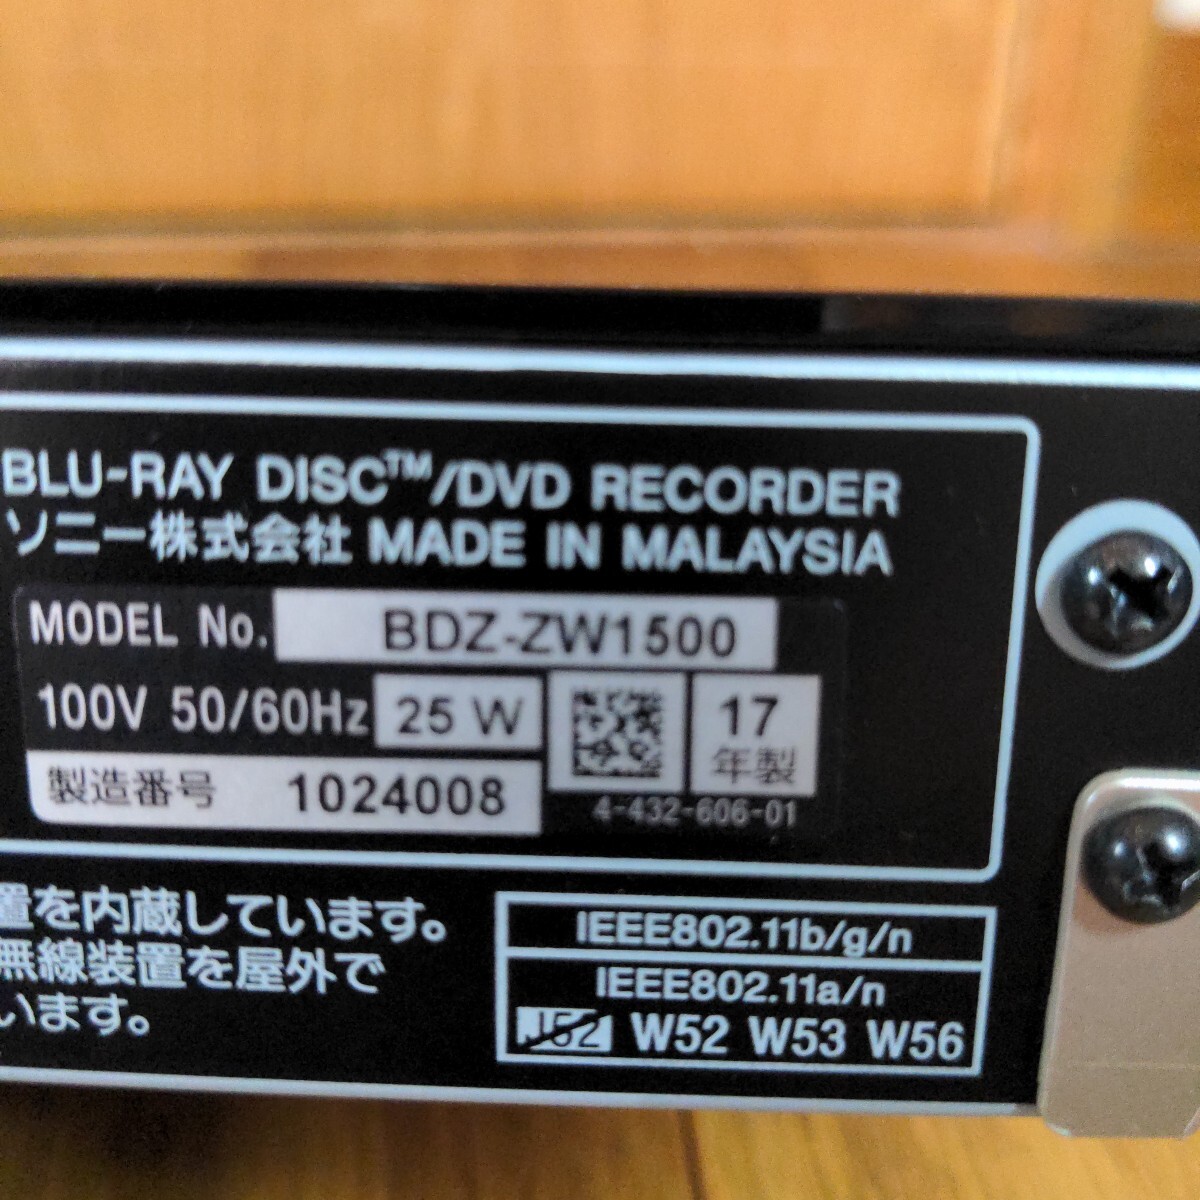 BLU-RAY DISC™/DVD RECORDER
ソニー株式会社 MADE IN MALAYSIA
MODEL No. BDZ-ZW1500
100V 50/60Hz 25 W
17
年製
製造番号 1024008
4-432-606-01
置を内蔵しています。
無線装置を屋外で
います。
IEEE802.11b/g/n
IEEE802.11a/n
J52 W52 W53 W56